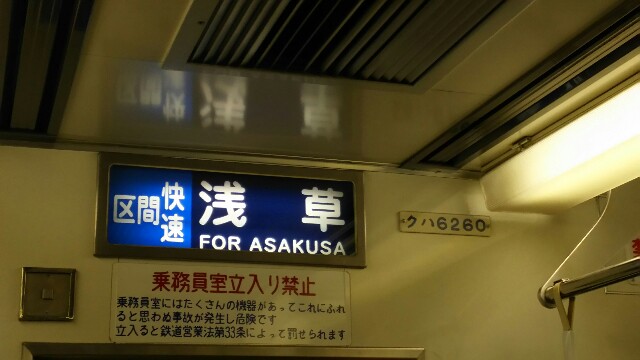 区間快速 浅草
FOR ASAKUSA
クハ6260
乗務員室立入り禁止
乗務員室にはたくさんの機器があってこれにふれ
ると思わぬ事故が発生し危険です
立入ると鉄道営業法第33条によって罰せられます